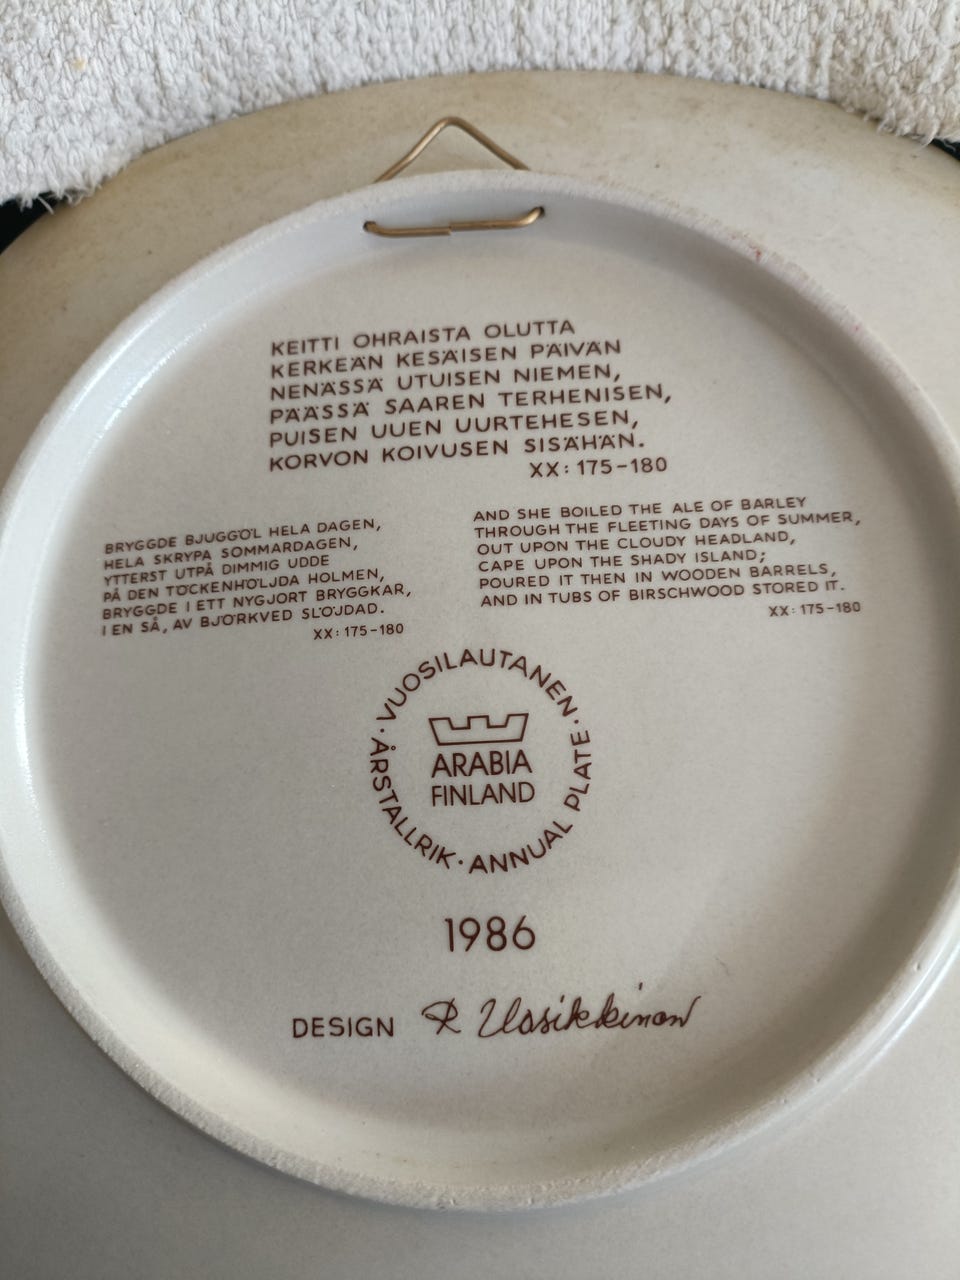 KEITTI OHRAISTA OLUTTA
KERKEÄN KESÄISEN PÄIVÄN
NENÄSSÄ UTUISEN NIEMEN,
PÄÄSSÄ SAAREN TERHENISEN,
PUISEN UUEN UURTEHESEN,
KORVON KOIVUSEN SISÄHÄN.
XX: 175-180
BRYGGDE BJUGGÖL HELA DAGEN,
HELA SKRYPA SOMMARDAGEN,
YTTERST UTPÅ DIMMIG UDDE
PÅ DEN TÖCKENHÖLJDA HOLMEN,
BRYGGDE I ETT NYGJORT BRYGGKAR,
I EN SÅ, AV BJÖRKVED SLÖJDAD.
XX: 175-180
AND SHE BOILED THE ALE OF BARLEY
THROUGH THE FLEETING DAYS OF SUMMER,
OUT UPON THE CLOUDY HEADLAND,
CAPE UPON THE SHADY ISLAND;
POURED IT THEN IN WOODEN BARRELS,
AND IN TUBS OF BIRSCHWOOD STORED IT.
XX: 175-180
· VUOSILAUTANEN · ANNUAL PLATE · ÅRSTALLRIK
ARABIA
FINLAND
1986
DESIGN R Uosikkinen